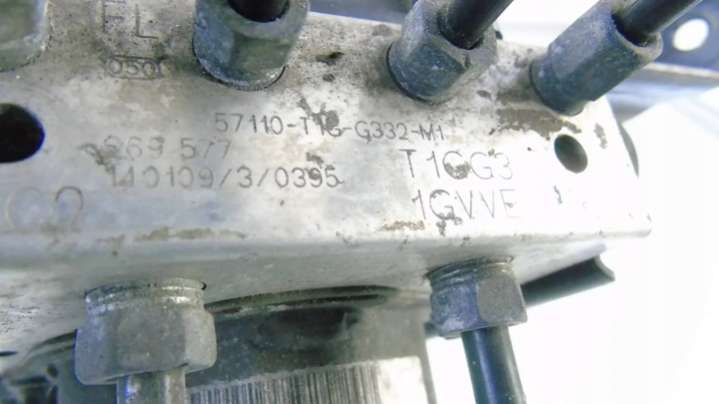 FL
57110-T1G-G332-M1
T1GG3
269 577
140109/3/0395
1GVVE